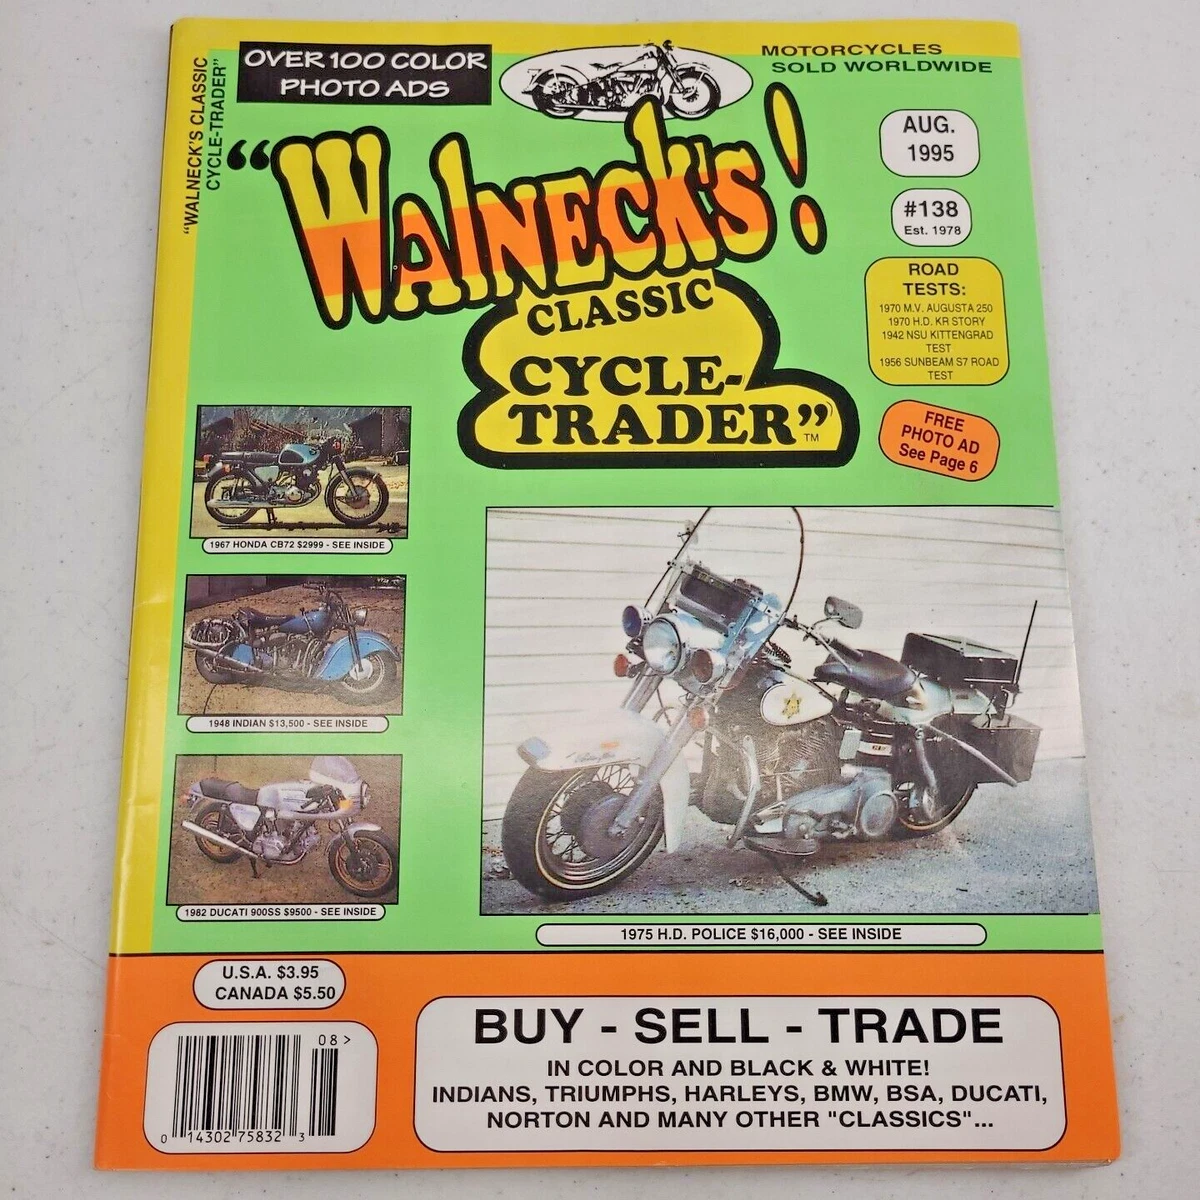 "WALNECK'S CLASSIC
CYCLE-TRADER"
OVER 100 COLOR
PHOTO ADS
MOTORCYCLES
SOLD WORLDWIDE
"WALNECK'S!
CLASSIC
CYCLE-
TRADER"™
AUG.
1995
#138
Est. 1978
ROAD
TESTS:
1970 M.V. AUGUSTA 250
1970 H.D. KR STORY
1942 NSU KITTENGRAD
TEST
1956 SUNBEAM S7 ROAD
TEST
FREE
PHOTO AD
See Page 6
1967 HONDA CB72 $2999 - SEE INSIDE
1948 INDIAN $13,500 - SEE INSIDE
1982 DUCATI 900SS $9500 - SEE INSIDE
1975 H.D. POLICE $16,000 - SEE INSIDE
U.S.A. $3.95
CANADA $5.50
08>
0 14302 75832 3
BUY - SELL - TRADE
IN COLOR AND BLACK & WHITE!
INDIANS, TRIUMPHS, HARLEYS, BMW, BSA, DUCATI,
NORTON AND MANY OTHER "CLASSICS"...